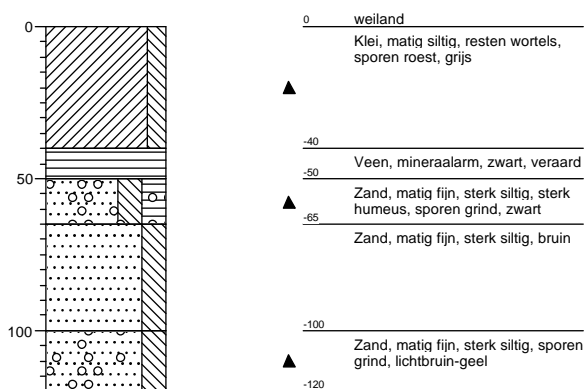 0
0
weiland
Klei, matig siltig, resten wortels,
sporen roest, grijs
-40
Veen, mineraalarm, zwart, veraard
50
-50
Zand, matig fijn, sterk siltig, sterk
humeus, sporen grind, zwart
-65
Zand, matig fijn, sterk siltig, bruin
100
-100
Zand, matig fijn, sterk siltig, sporen
grind, lichtbruin-geel
-120